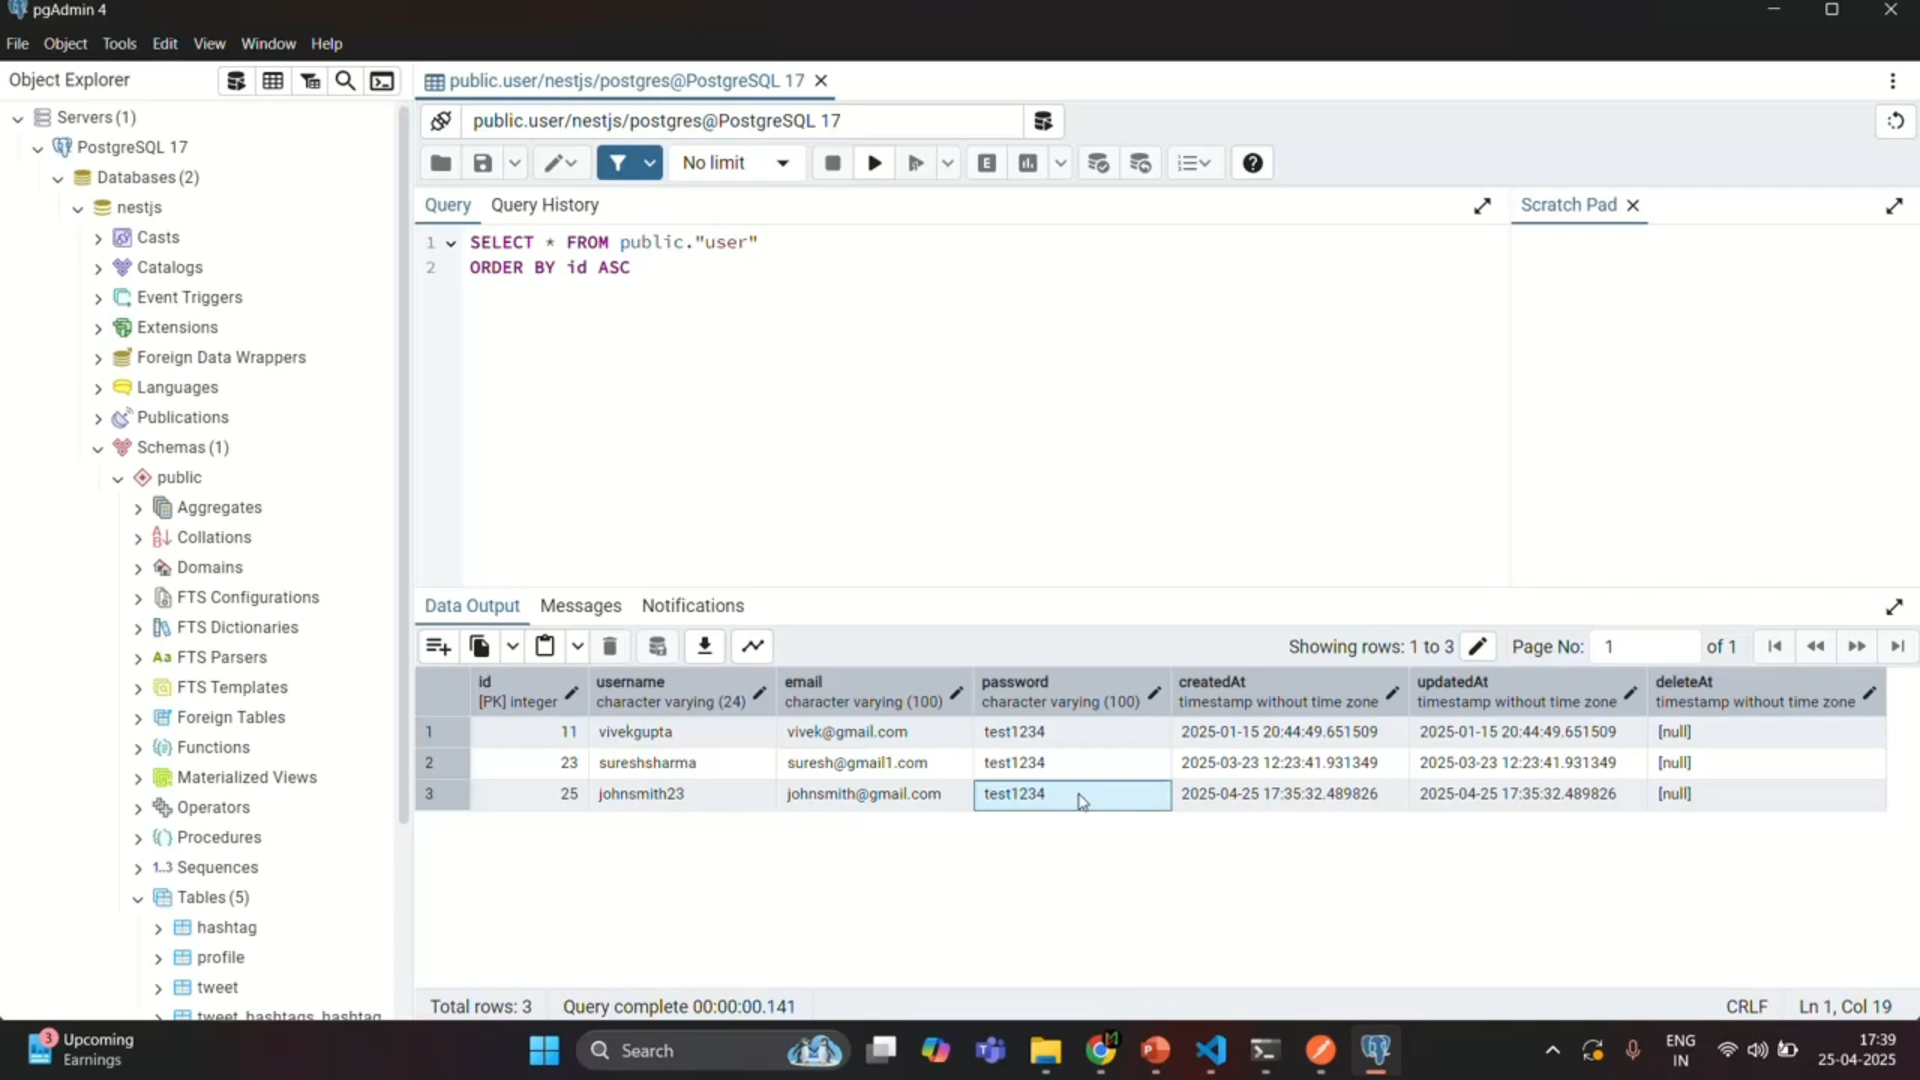 pgAdmin 4
File Object Tools Edit View Window Help
Object Explorer
public.user/nestjs/postgres@PostgreSQL 17
Servers (1)
public.user/nestjs/postgres@PostgreSQL 17
PostgreSQL 17
Databases (2)
No limit
E
nestjs
Query Query History
Scratch Pad
Casts
1 SELECT * FROM public."user"
Catalogs
2 ORDER BY id ASC
Event Triggers
Extensions
Foreign Data Wrappers
Languages
Publications
Schemas (1)
public
Aggregates
Collations
Domains
FTS Configurations
FTS Dictionaries
Aa FTS Parsers
FTS Templates
Foreign Tables
Functions
Materialized Views
Operators
Procedures
1..3 Sequences
Tables (5)
hashtag
profile
tweet
tweet_hashtags_hashtag
Data Output Messages Notifications
Showing rows: 1 to 3 Page No: 1 of 1
id username email password createdAt updatedAt deleteAt
[PK] integer character varying (24) character varying (100) character varying (100) timestamp without time zone timestamp without time zone timestamp without time zone
1 11 vivekgupta vivek@gmail.com test1234 2025-01-15 20:44:49.651509 2025-01-15 20:44:49.651509 [null]
2 23 sureshsharma suresh@gmail1.com test1234 2025-03-23 12:23:41.931349 2025-03-23 12:23:41.931349 [null]
3 25 johnsmith23 johnsmith@gmail.com test1234 2025-04-25 17:35:32.489826 2025-04-25 17:35:32.489826 [null]
Total rows: 3 Query complete 00:00:00.141 CRLF Ln 1, Col 19
3 Upcoming
Earnings
Search
ENG
IN
17:39
25-04-2025